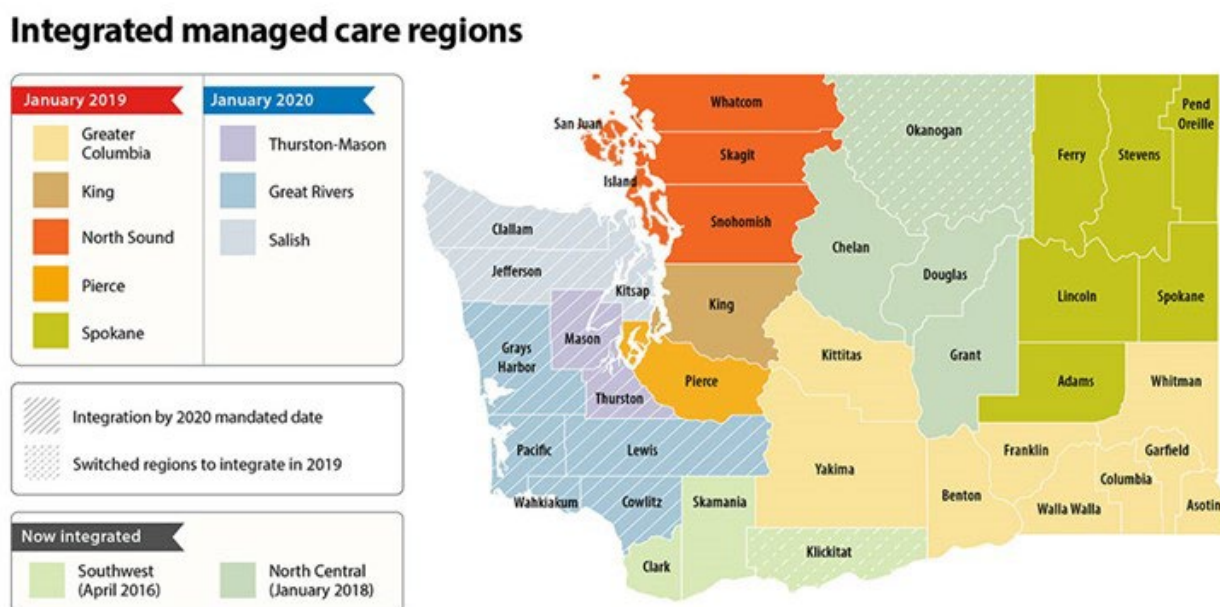 Integrated managed care regions
January 2019
Greater
Columbia
King
North Sound
Pierce
Spokane
January 2020
Thurston-Mason
Great Rivers
Salish
Integration by 2020 mandated date
Switched regions to integrate in 2019
Now integrated
Southwest
(April 2016)
North Central
(January 2018)
Whatcom
San Juan
Skagit
Island
Snohomish
Okanogan
Ferry
Stevens
Pend
Oreille
Clallam
Jefferson
Kitsap
King
Chelan
Douglas
Lincoln
Spokane
Grays
Harbor
Mason
Thurston
Pierce
Kittitas
Grant
Adams
Whitman
Pacific
Lewis
Yakima
Franklin
Garfield
Columbia
Wahkiakum
Cowlitz
Skamania
Benton
Walla Walla
Asotin
Clark
Klickitat